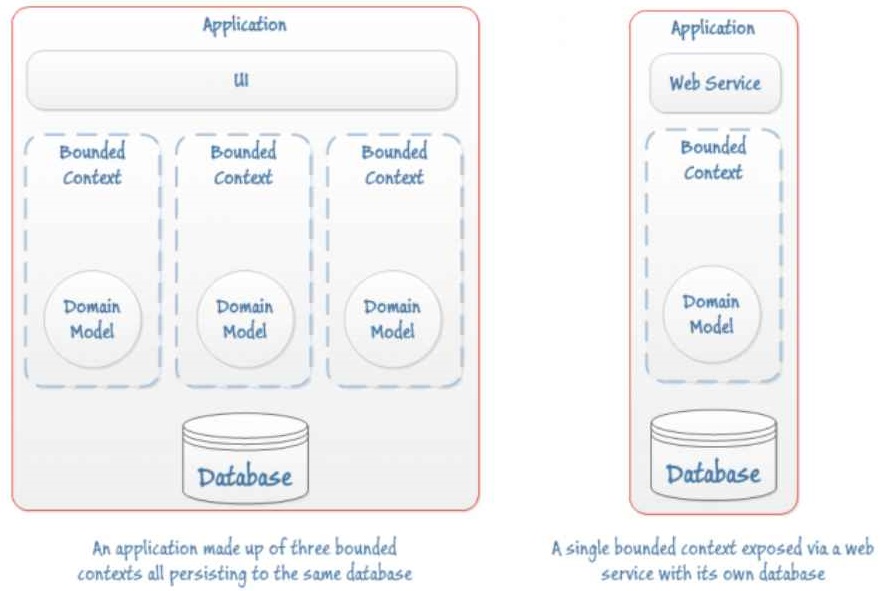 Application
UI
Bounded
Context
Domain
Model
Bounded
Context
Domain
Model
Bounded
Context
Domain
Model
Database
An application made up of three bounded
contexts all persisting to the same database
Application
Web Service
Bounded
Context
Domain
Model
Database
A single bounded context exposed via a web
service with its own database